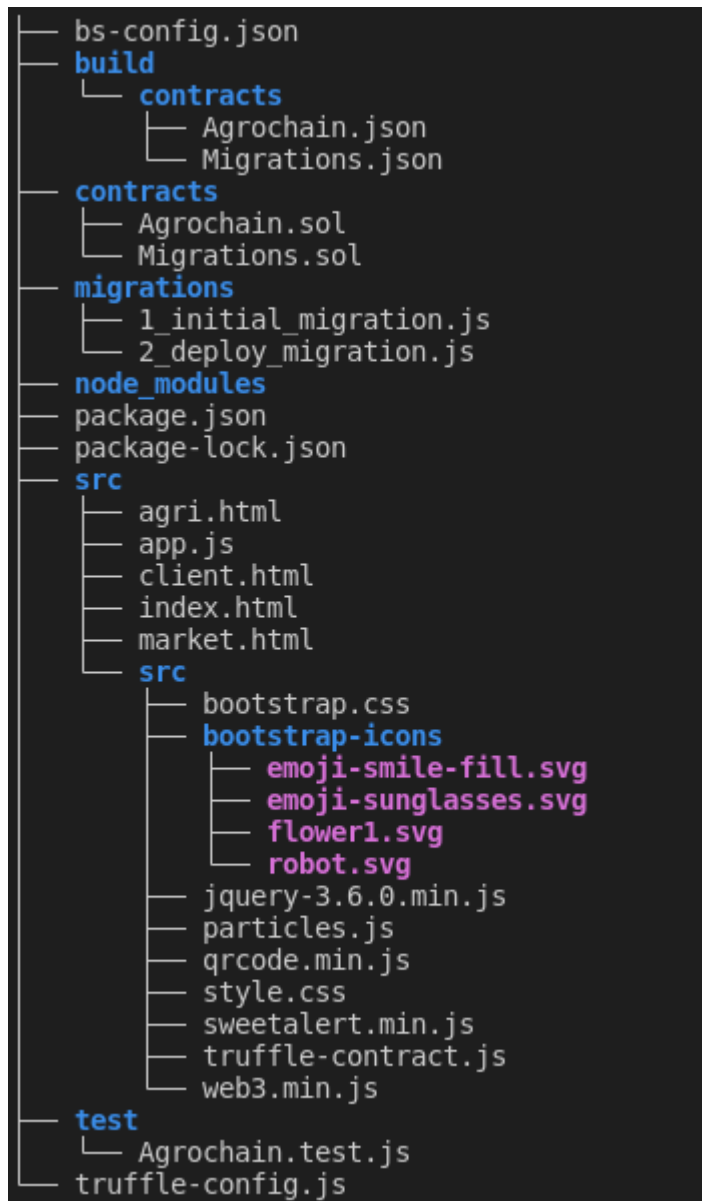 ├── bs-config.json
├── build
│   └── contracts
│       ├── Agrochain.json
│       └── Migrations.json
├── contracts
│   ├── Agrochain.sol
│   └── Migrations.sol
├── migrations
│   ├── 1_initial_migration.js
│   └── 2_deploy_migration.js
├── node_modules
├── package.json
├── package-lock.json
├── src
│   ├── agri.html
│   ├── app.js
│   ├── client.html
│   ├── index.html
│   ├── market.html
│   └── src
│       ├── bootstrap.css
│       ├── bootstrap-icons
│       │   ├── emoji-smile-fill.svg
│       │   ├── emoji-sunglasses.svg
│       │   ├── flower1.svg
│       │   └── robot.svg
│       ├── jquery-3.6.0.min.js
│       ├── particles.js
│       ├── qrcode.min.js
│       ├── style.css
│       ├── sweetalert.min.js
│       ├── truffle-contract.js
│       └── web3.min.js
├── test
│   └── Agrochain.test.js
└── truffle-config.js